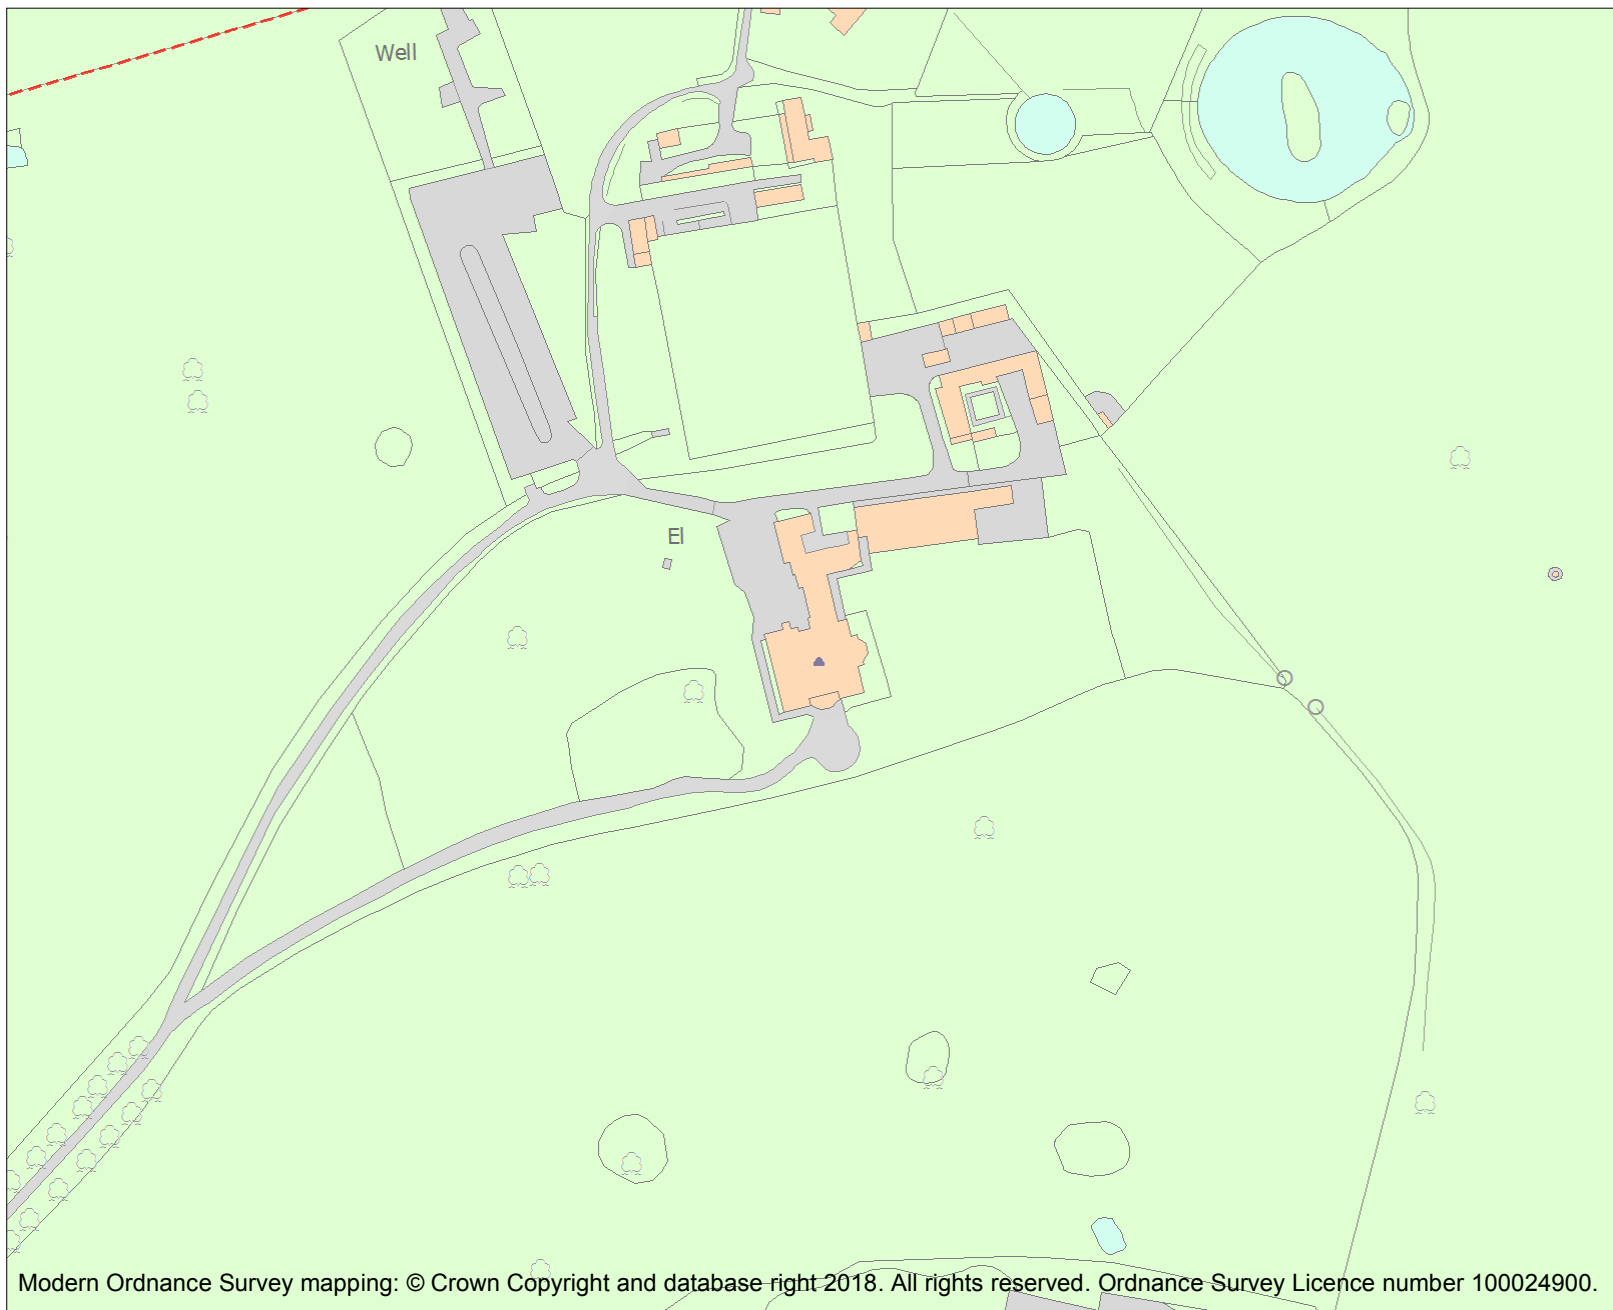 Well
El
Modern Ordnance Survey mapping: © Crown Copyright and database right 2018. All rights reserved. Ordnance Survey Licence number 100024900.